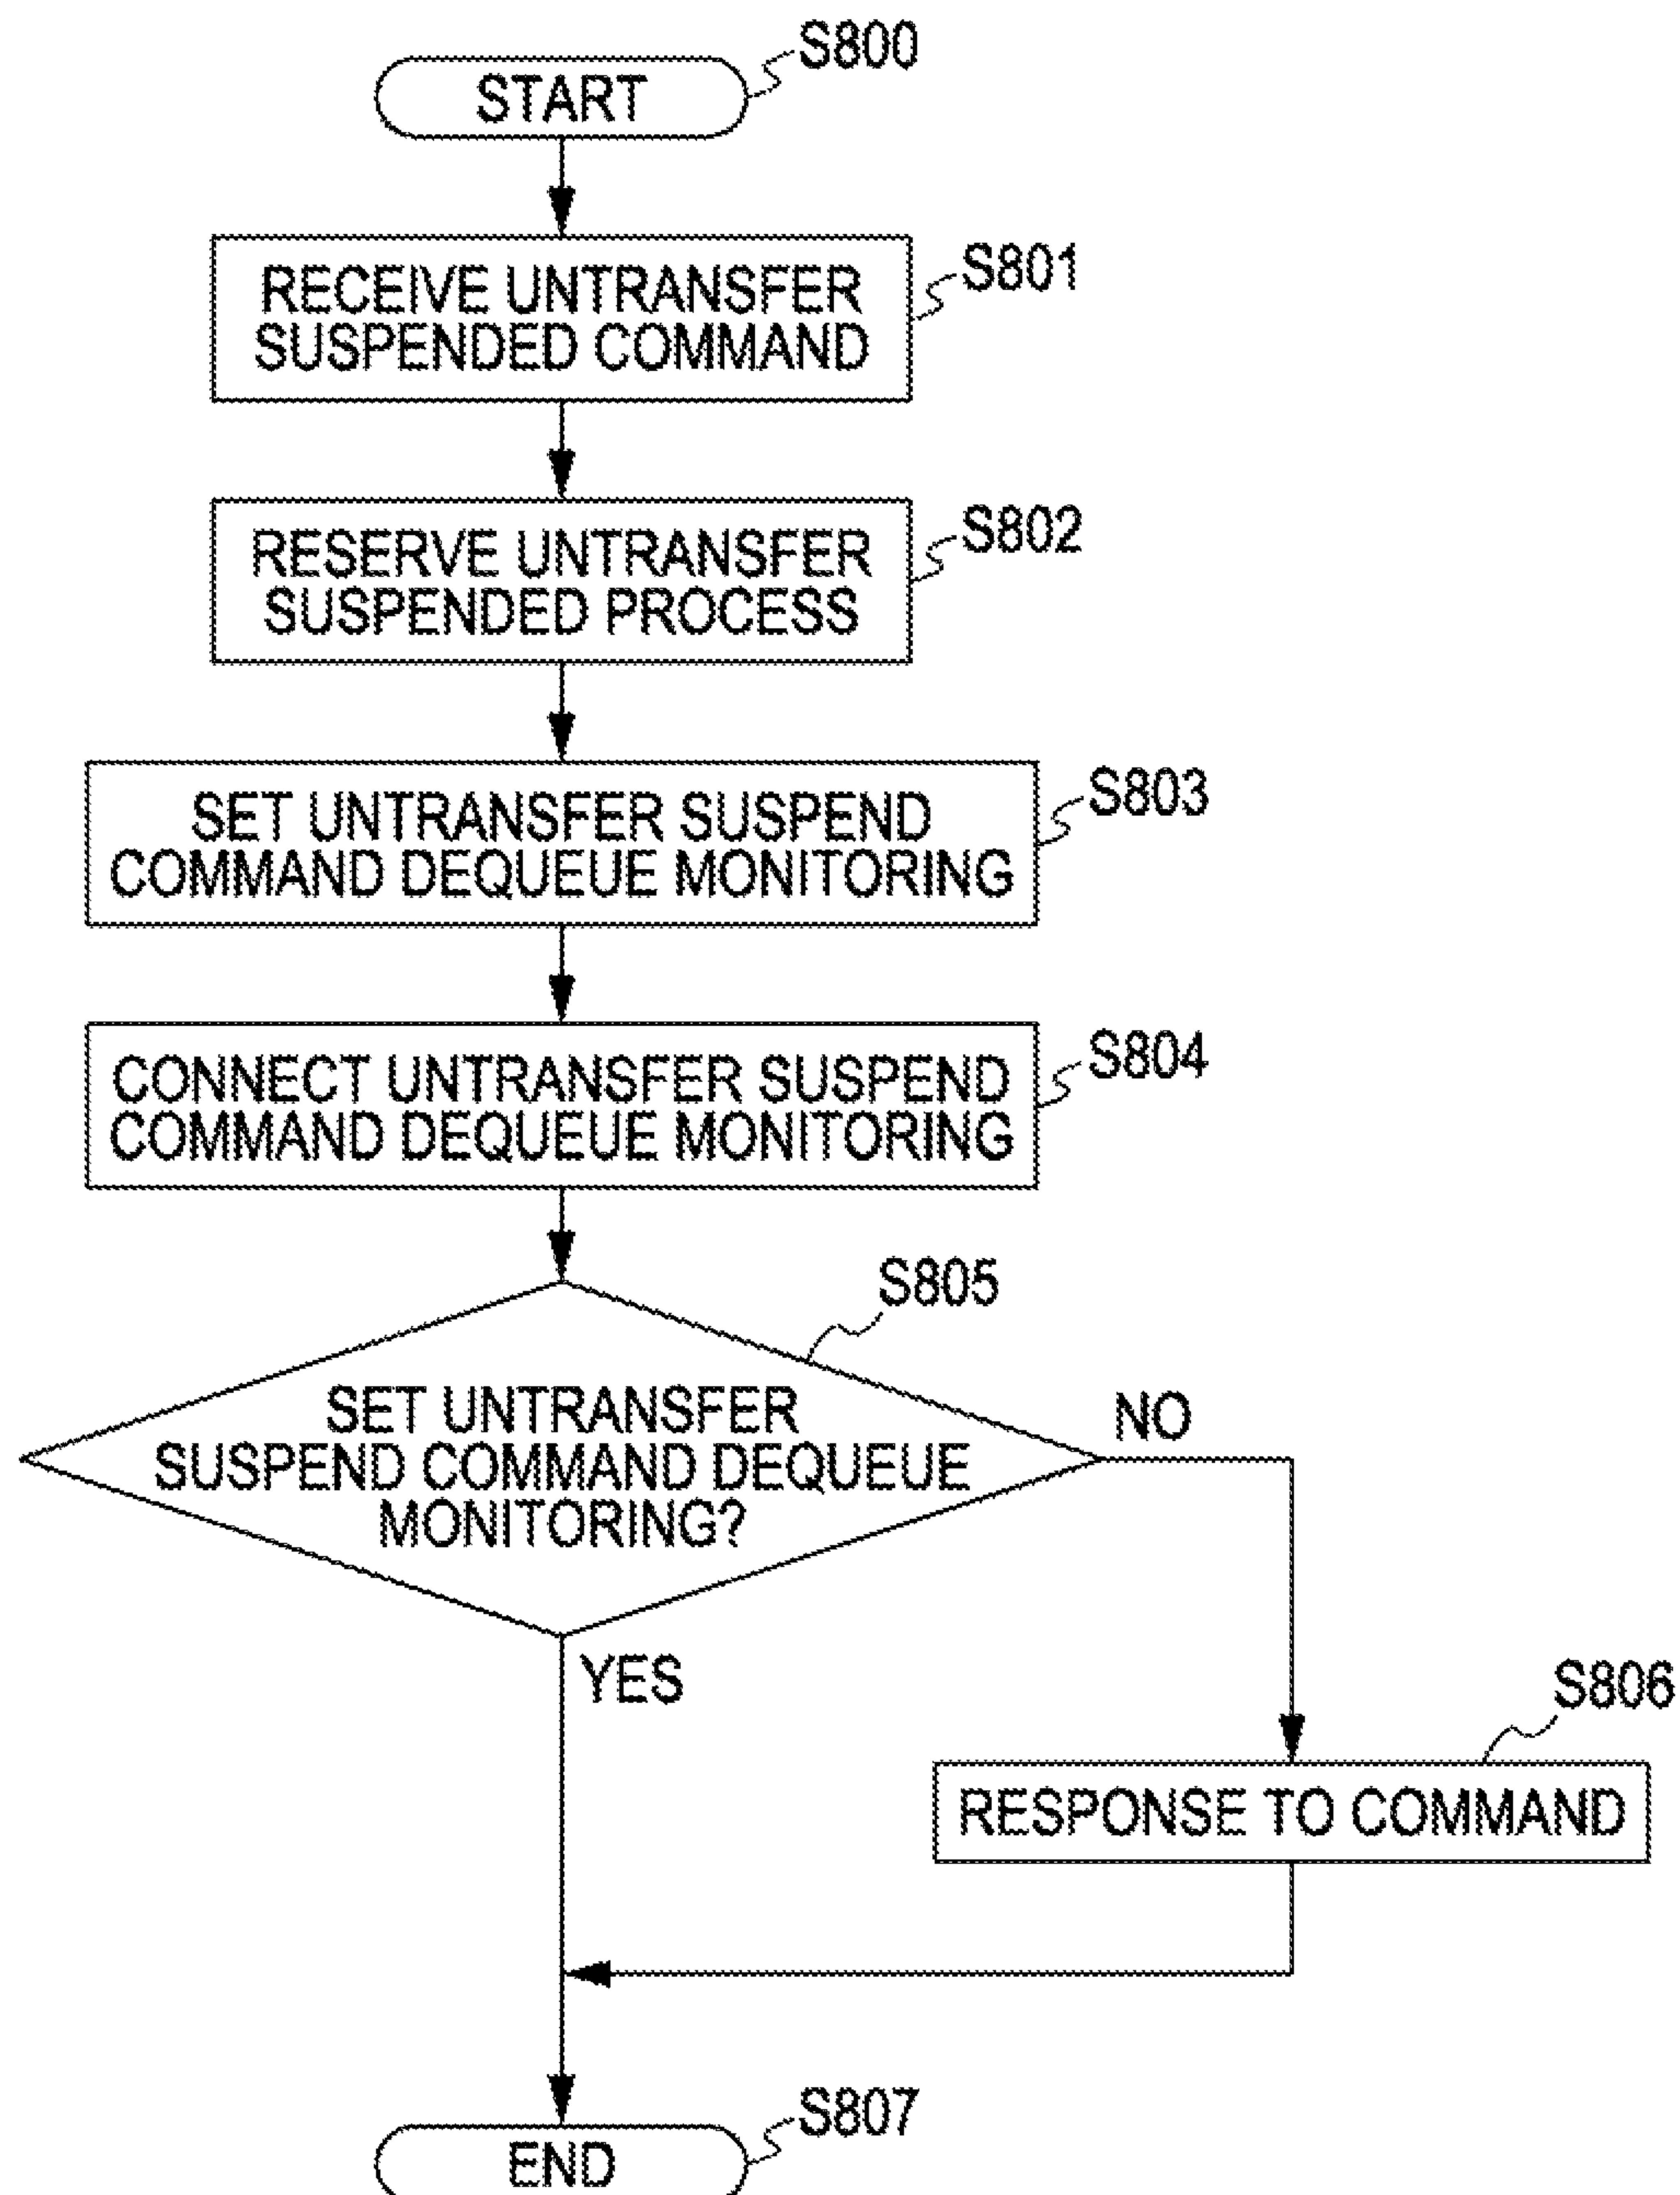 S800
START
S801
RECEIVE UNTRANSFER
SUSPENDED COMMAND
S802
RESERVE UNTRANSFER
SUSPENDED PROCESS
S803
SET UNTRANSFER SUSPEND
COMMAND DEQUEUE MONITORING
S804
CONNECT UNTRANSFER SUSPEND
COMMAND DEQUEUE MONITORING
S805
SET UNTRANSFER
SUSPEND COMMAND DEQUEUE
MONITORING?
NO
YES
S806
RESPONSE TO COMMAND
S807
END